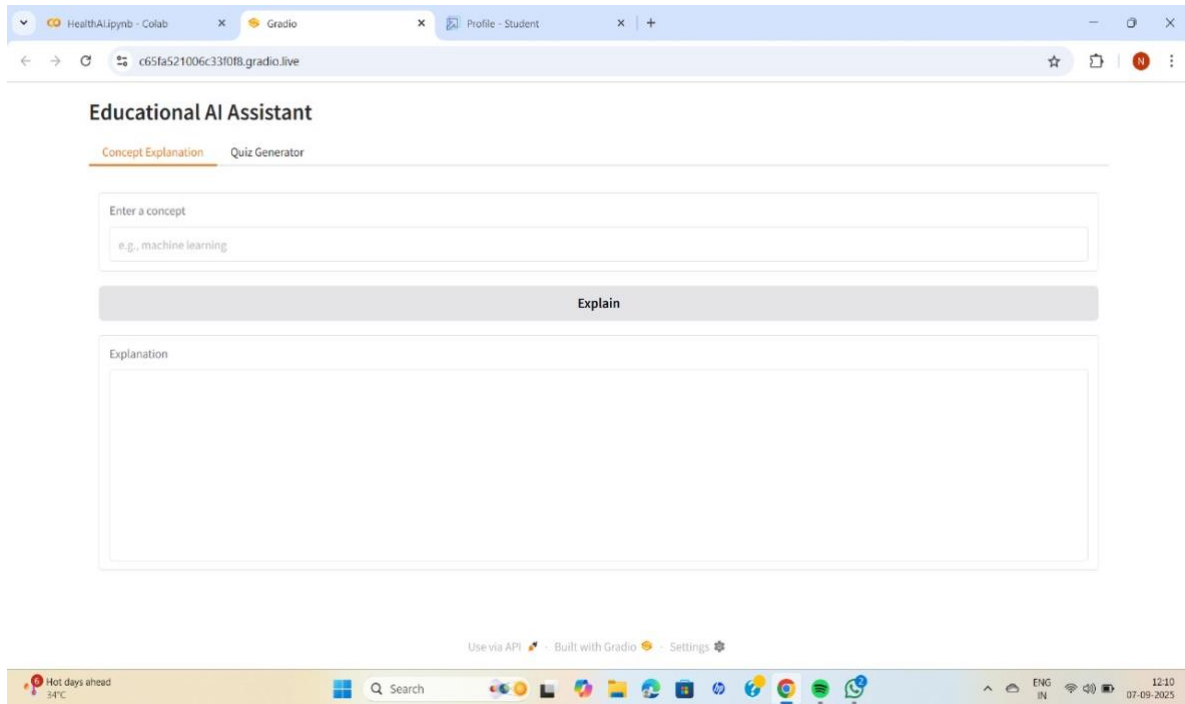 HealthAI.ipynb - Colab
Gradio
Profile - Student
c65fa521006c33f0f8.gradio.live
N
Educational AI Assistant
Concept Explanation Quiz Generator
Enter a concept
e.g., machine learning
Explain
Explanation
Use via API · Built with Gradio · Settings
6
Hot days ahead
34°C
Search
2
ENG
IN
12:10
07-09-2025